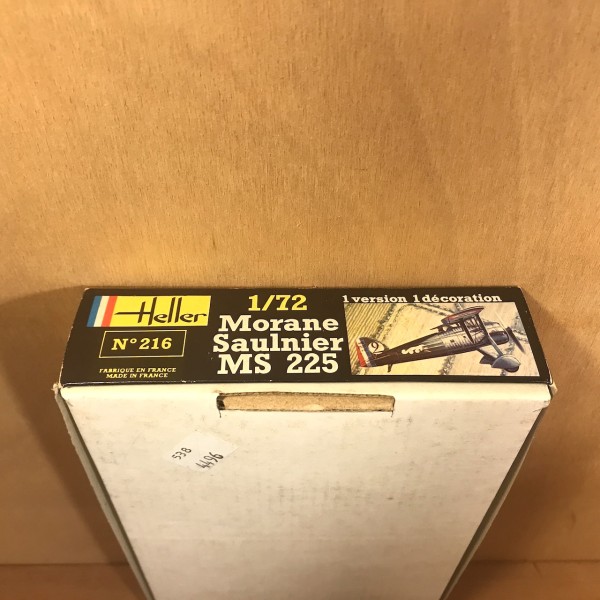 Heller
N° 216
FABRIQUE EN FRANCE
MADE IN FRANCE
1/72
Morane
Saulnier
MS 225
1 version 1 décoration
2
538
4496